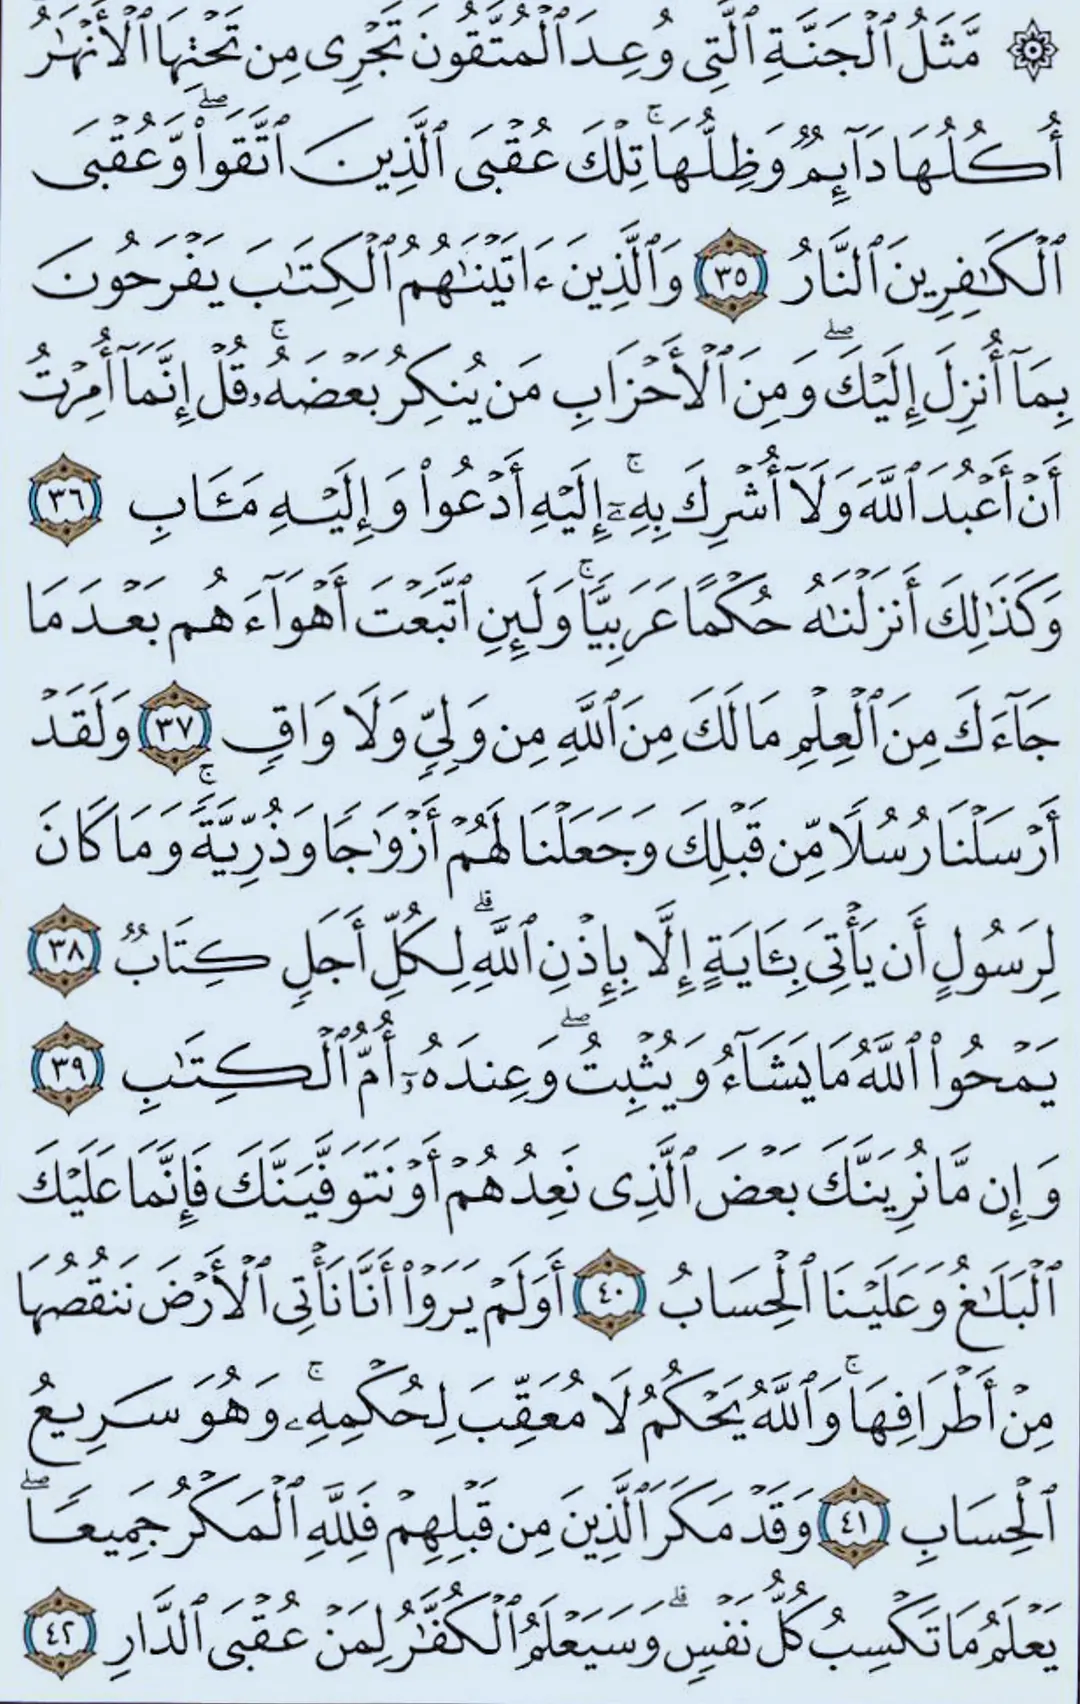 ۞ مَّثَلُ ٱلْجَنَّةِ ٱلَّتِى وُعِدَ ٱلْمُتَّقُونَ تَجْرِى مِن تَحْتِهَا ٱلْأَنْهَٰرُ
أُكُلُهَا دَآئِمٌ وَظِلُّهَا ۚ تِلْكَ عُقْبَى ٱلَّذِينَ ٱتَّقَوا۟ ۖ وَّعُقْبَى
ٱلْكَٰفِرِينَ ٱلنَّارُ ٣٥ وَٱلَّذِينَ ءَاتَيْنَٰهُمُ ٱلْكِتَٰبَ يَفْرَحُونَ
بِمَآ أُنزِلَ إِلَيْكَ ۖ وَمِنَ ٱلْأَحْزَابِ مَن يُنكِرُ بَعْضَهُۥ ۚ قُلْ إِنَّمَآ أُمِرْتُ
أَنْ أَعْبُدَ ٱللَّهَ وَلَآ أُشْرِكَ بِهِۦٓ ۚ إِلَيْهِ أَدْعُوا۟ وَإِلَيْهِ مَـَٔابِ ٣٦
وَكَذَٰلِكَ أَنزَلْنَٰهُ حُكْمًا عَرَبِيًّا ۚ وَلَئِنِ ٱتَّبَعْتَ أَهْوَآءَهُم بَعْدَمَا
جَآءَكَ مِنَ ٱلْعِلْمِ مَا لَكَ مِنَ ٱللَّهِ مِن وَلِىٍّ وَلَا وَاقٍ ٣٧ وَلَقَدْ
أَرْسَلْنَا رُسُلًا مِّن قَبْلِكَ وَجَعَلْنَا لَهُمْ أَزْوَٰجًا وَذُرِّيَّةً ۚ وَمَا كَانَ
لِرَسُولٍ أَن يَأْتِىَ بِـَٔايَةٍ إِلَّا بِإِذْنِ ٱللَّهِ ۗ لِكُلِّ أَجَلٍ كِتَابٌ ٣٨
يَمْحُوا۟ ٱللَّهُ مَا يَشَآءُ وَيُثْبِتُ ۖ وَعِندَهُۥٓ أُمُّ ٱلْكِتَٰبِ ٣٩
وَإِن مَّا نُرِيَنَّكَ بَعْضَ ٱلَّذِى نَعِدُهُمْ أَوْ نَتَوَفَّيَنَّكَ فَإِنَّمَا عَلَيْكَ
ٱلْبَلَٰغُ وَعَلَيْنَا ٱلْحِسَابُ ٤٠ أَوَلَمْ يَرَوْا۟ أَنَّا نَأْتِى ٱلْأَرْضَ نَنقُصُهَا
مِنْ أَطْرَافِهَا ۚ وَٱللَّهُ يَحْكُمُ لَا مُعَقِّبَ لِحُكْمِهِۦ ۚ وَهُوَ سَرِيعُ
ٱلْحِسَابِ ٤١ وَقَدْ مَكَرَ ٱلَّذِينَ مِن قَبْلِهِمْ فَلِلَّهِ ٱلْمَكْرُ جَمِيعًا ۖ
يَعْلَمُ مَا تَكْسِبُ كُلُّ نَفْسٍ ۗ وَسَيَعْلَمُ ٱلْكُفَّٰرُ لِمَنْ عُقْبَى ٱلدَّارِ ٤٢